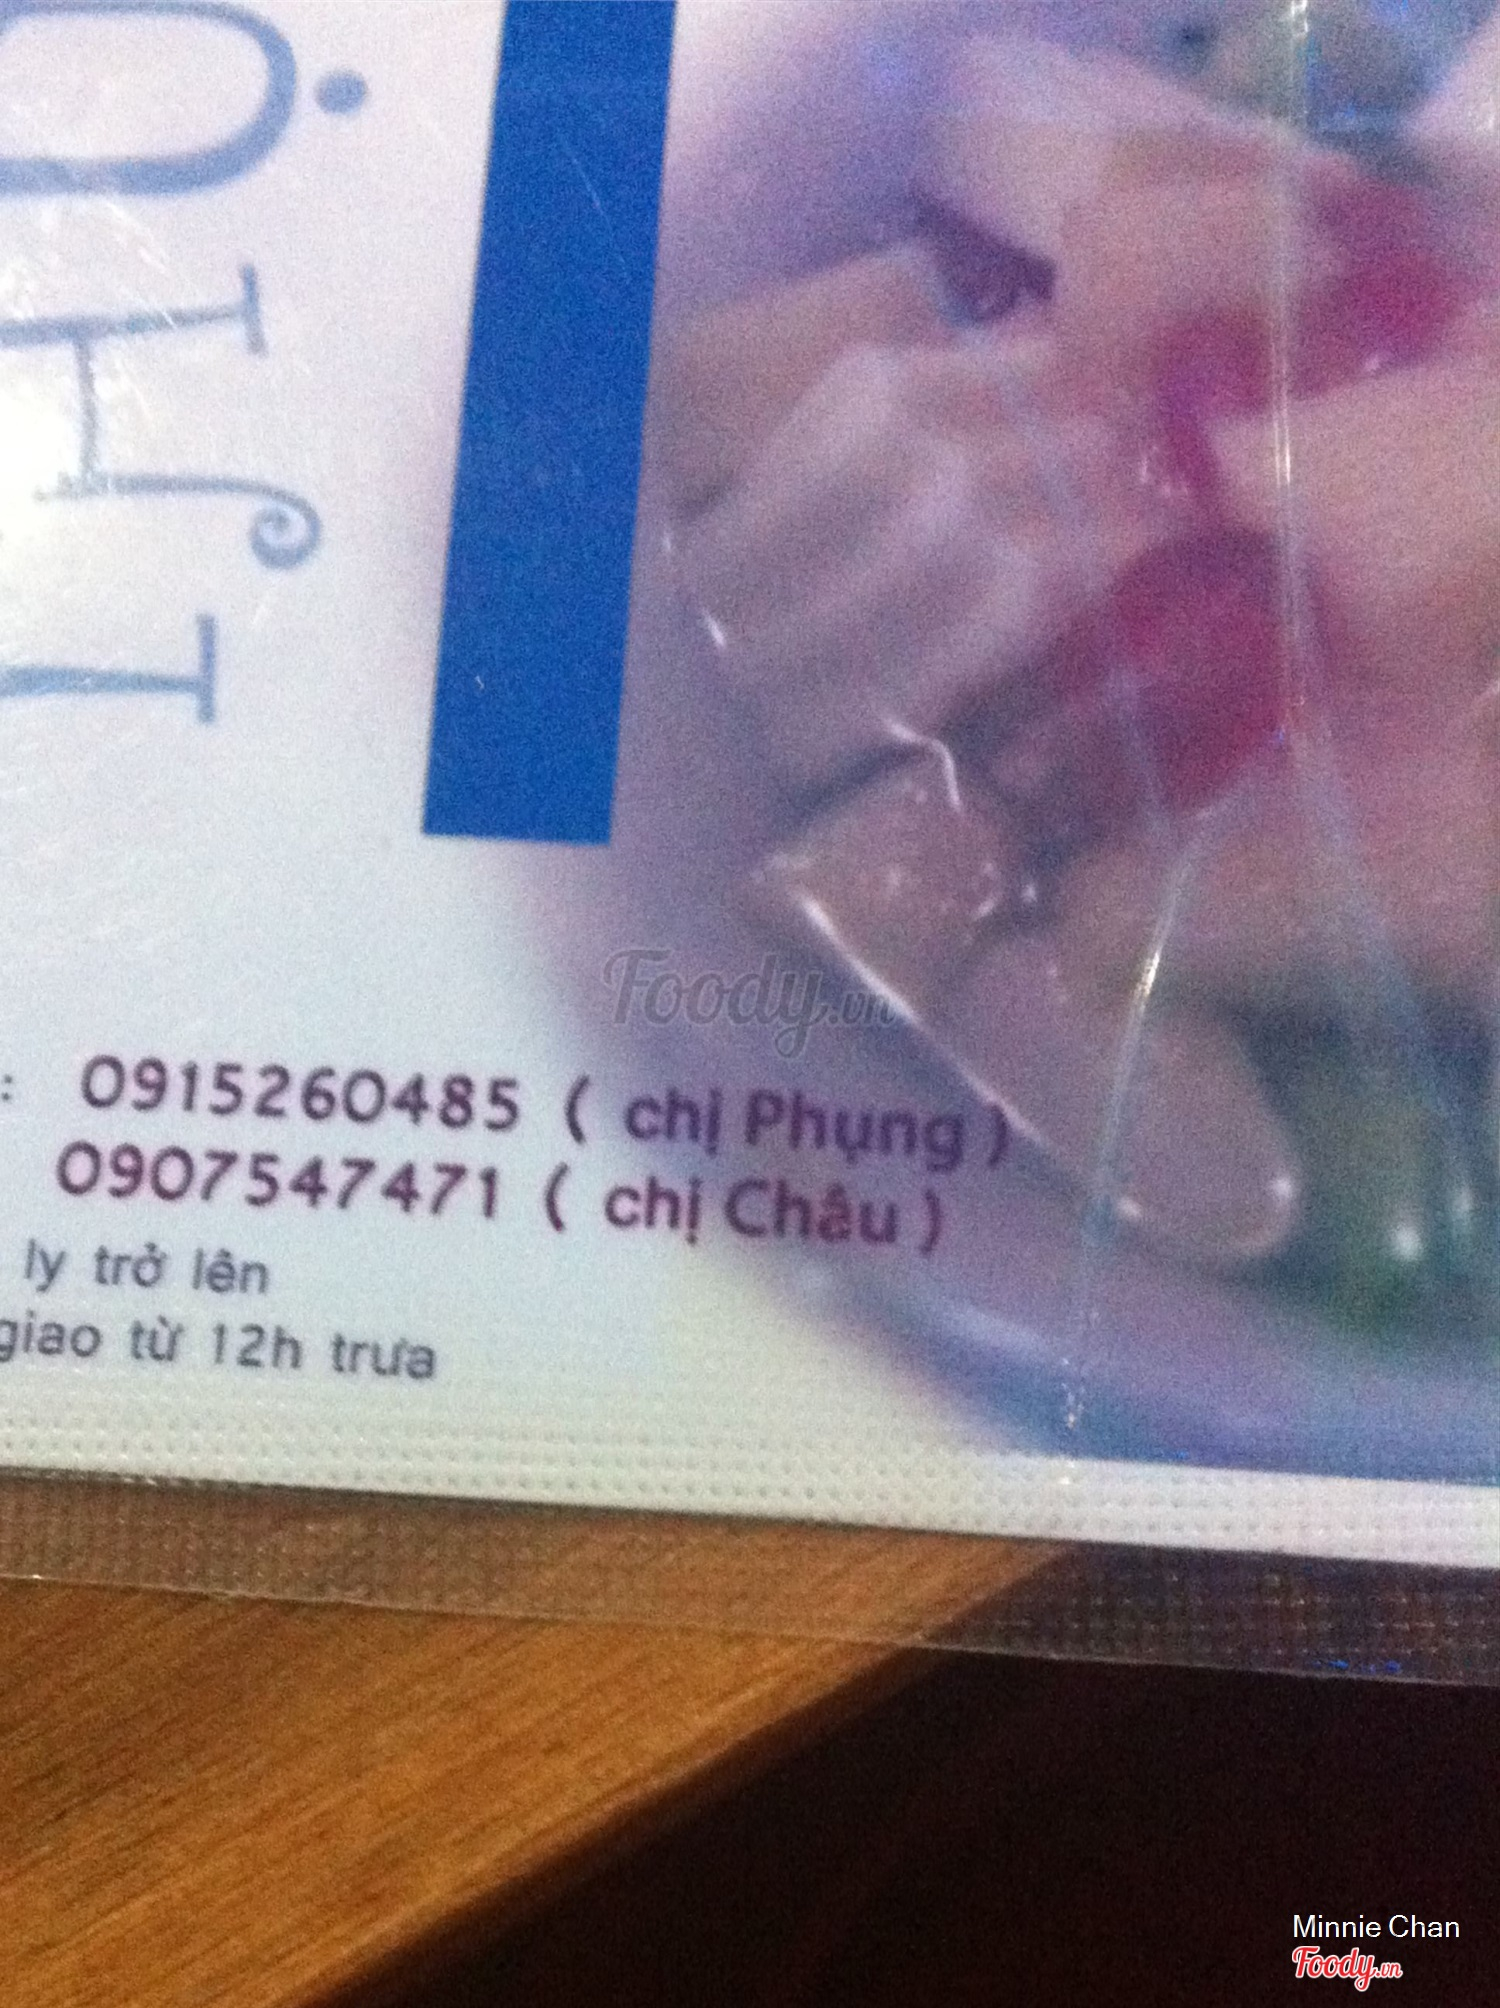 Foody.vn
: 0915260485 ( chị Phụng )
0907547471 ( chị Châu )
ly trở lên
giao từ 12h trưa
Minnie Chan
Foody.vn